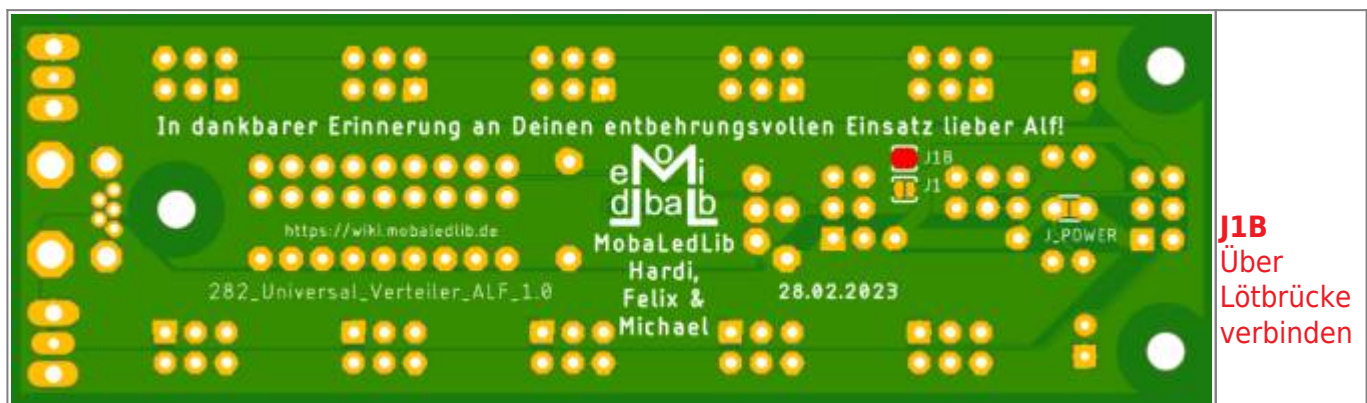 In dankbarer Erinnerung an Deinen entbehrungsvollen Einsatz lieber Alf!
J1B
J1
https://wiki.mobaledlib.de
J_POWER
MobaLedLib
Hardi,
Felix &
Michael
282_Universal_Verteiler_ALF_1.0
28.02.2023
J1B
Über
Lötbrücke
verbinden